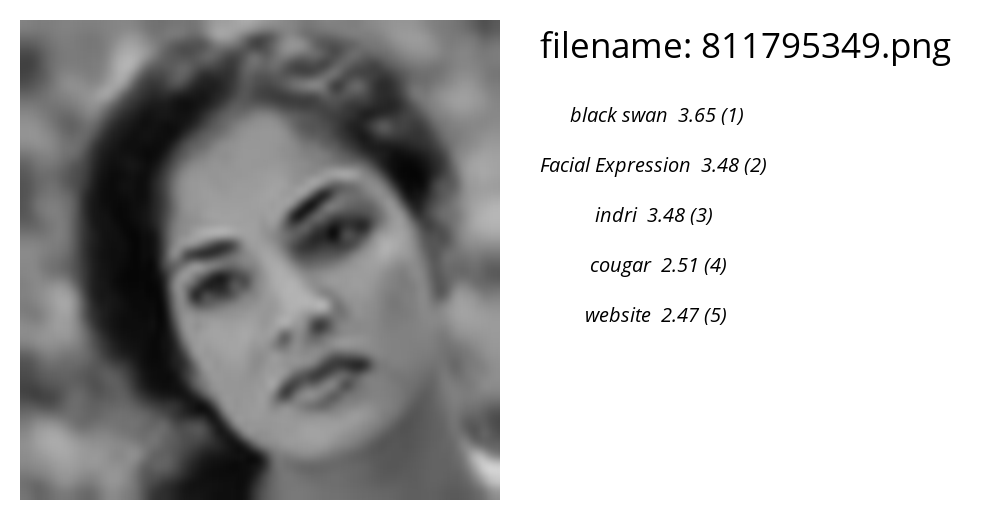 filename: 811795349.png
black swan 3.65 (1)
Facial Expression 3.48 (2)
indri 3.48 (3)
cougar 2.51 (4)
website 2.47 (5)